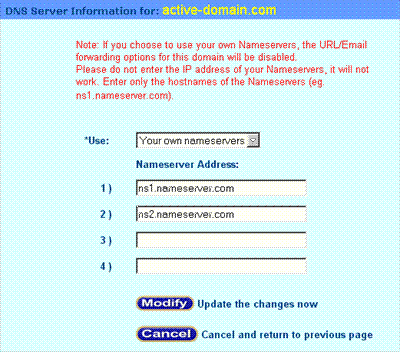 DNS Server Information for: active-domain.com
Note: If you choose to use your own Nameservers, the URL/Email
forwarding options for this domain will be disabled.
Please do not enter the IP address of your Nameservers, it will not
work. Enter only the hostnames of the Nameservers (eg.
ns1.nameserver.com).
*Use: Your own nameservers
Nameserver Address:
1 ) ns1.nameserver.com
2 ) ns2.nameserver.com
3 )
4 )
Modify Update the changes now
Cancel Cancel and return to previous page